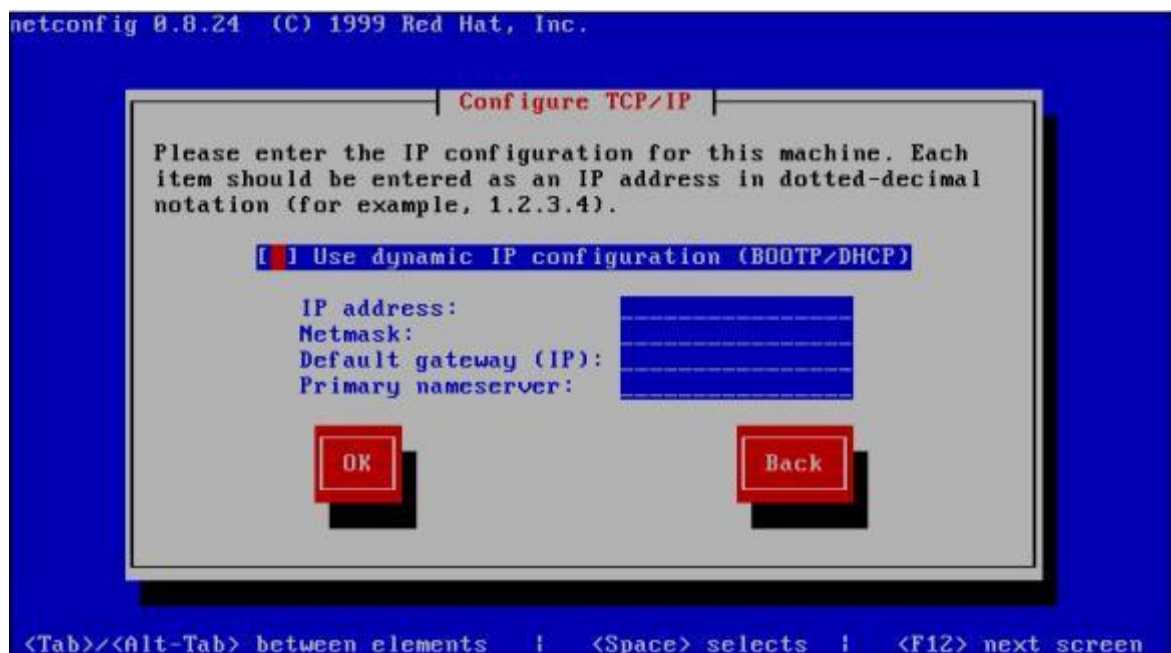 netconfig 0.8.24 (C) 1999 Red Hat, Inc.
Configure TCP/IP
Please enter the IP configuration for this machine. Each
item should be entered as an IP address in dotted-decimal
notation (for example, 1.2.3.4).
[ ] Use dynamic IP configuration (BOOTP/DHCP)
IP address:
Netmask:
Default gateway (IP):
Primary nameserver:
OK Back
<Tab>/<Alt-Tab> between elements | <Space> selects | <F12> next screen